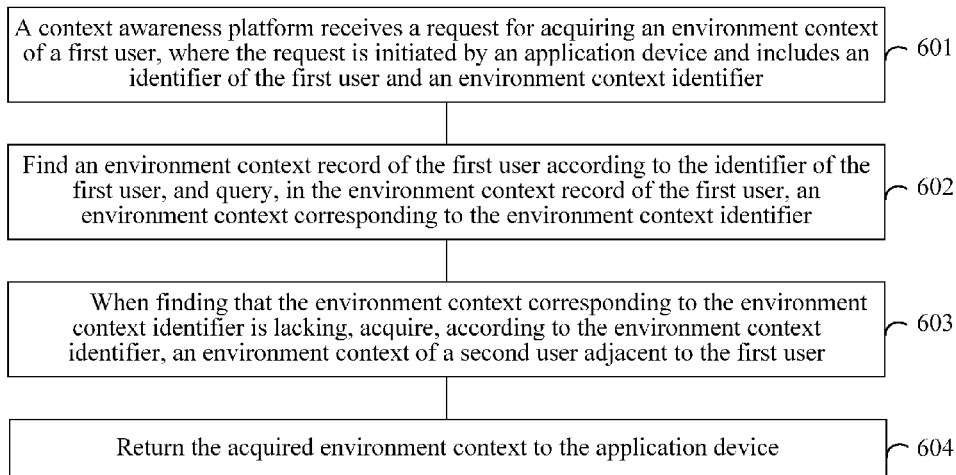 A context awareness platform receives a request for acquiring an environment context
of a first user, where the request is initiated by an application device and includes an
identifier of the first user and an environment context identifier
601
Find an environment context record of the first user according to the identifier of the
first user, and query, in the environment context record of the first user, an
environment context corresponding to the environment context identifier
602
When finding that the environment context corresponding to the environment
context identifier is lacking, acquire, according to the environment context
identifier, an environment context of a second user adjacent to the first user
603
Return the acquired environment context to the application device
604